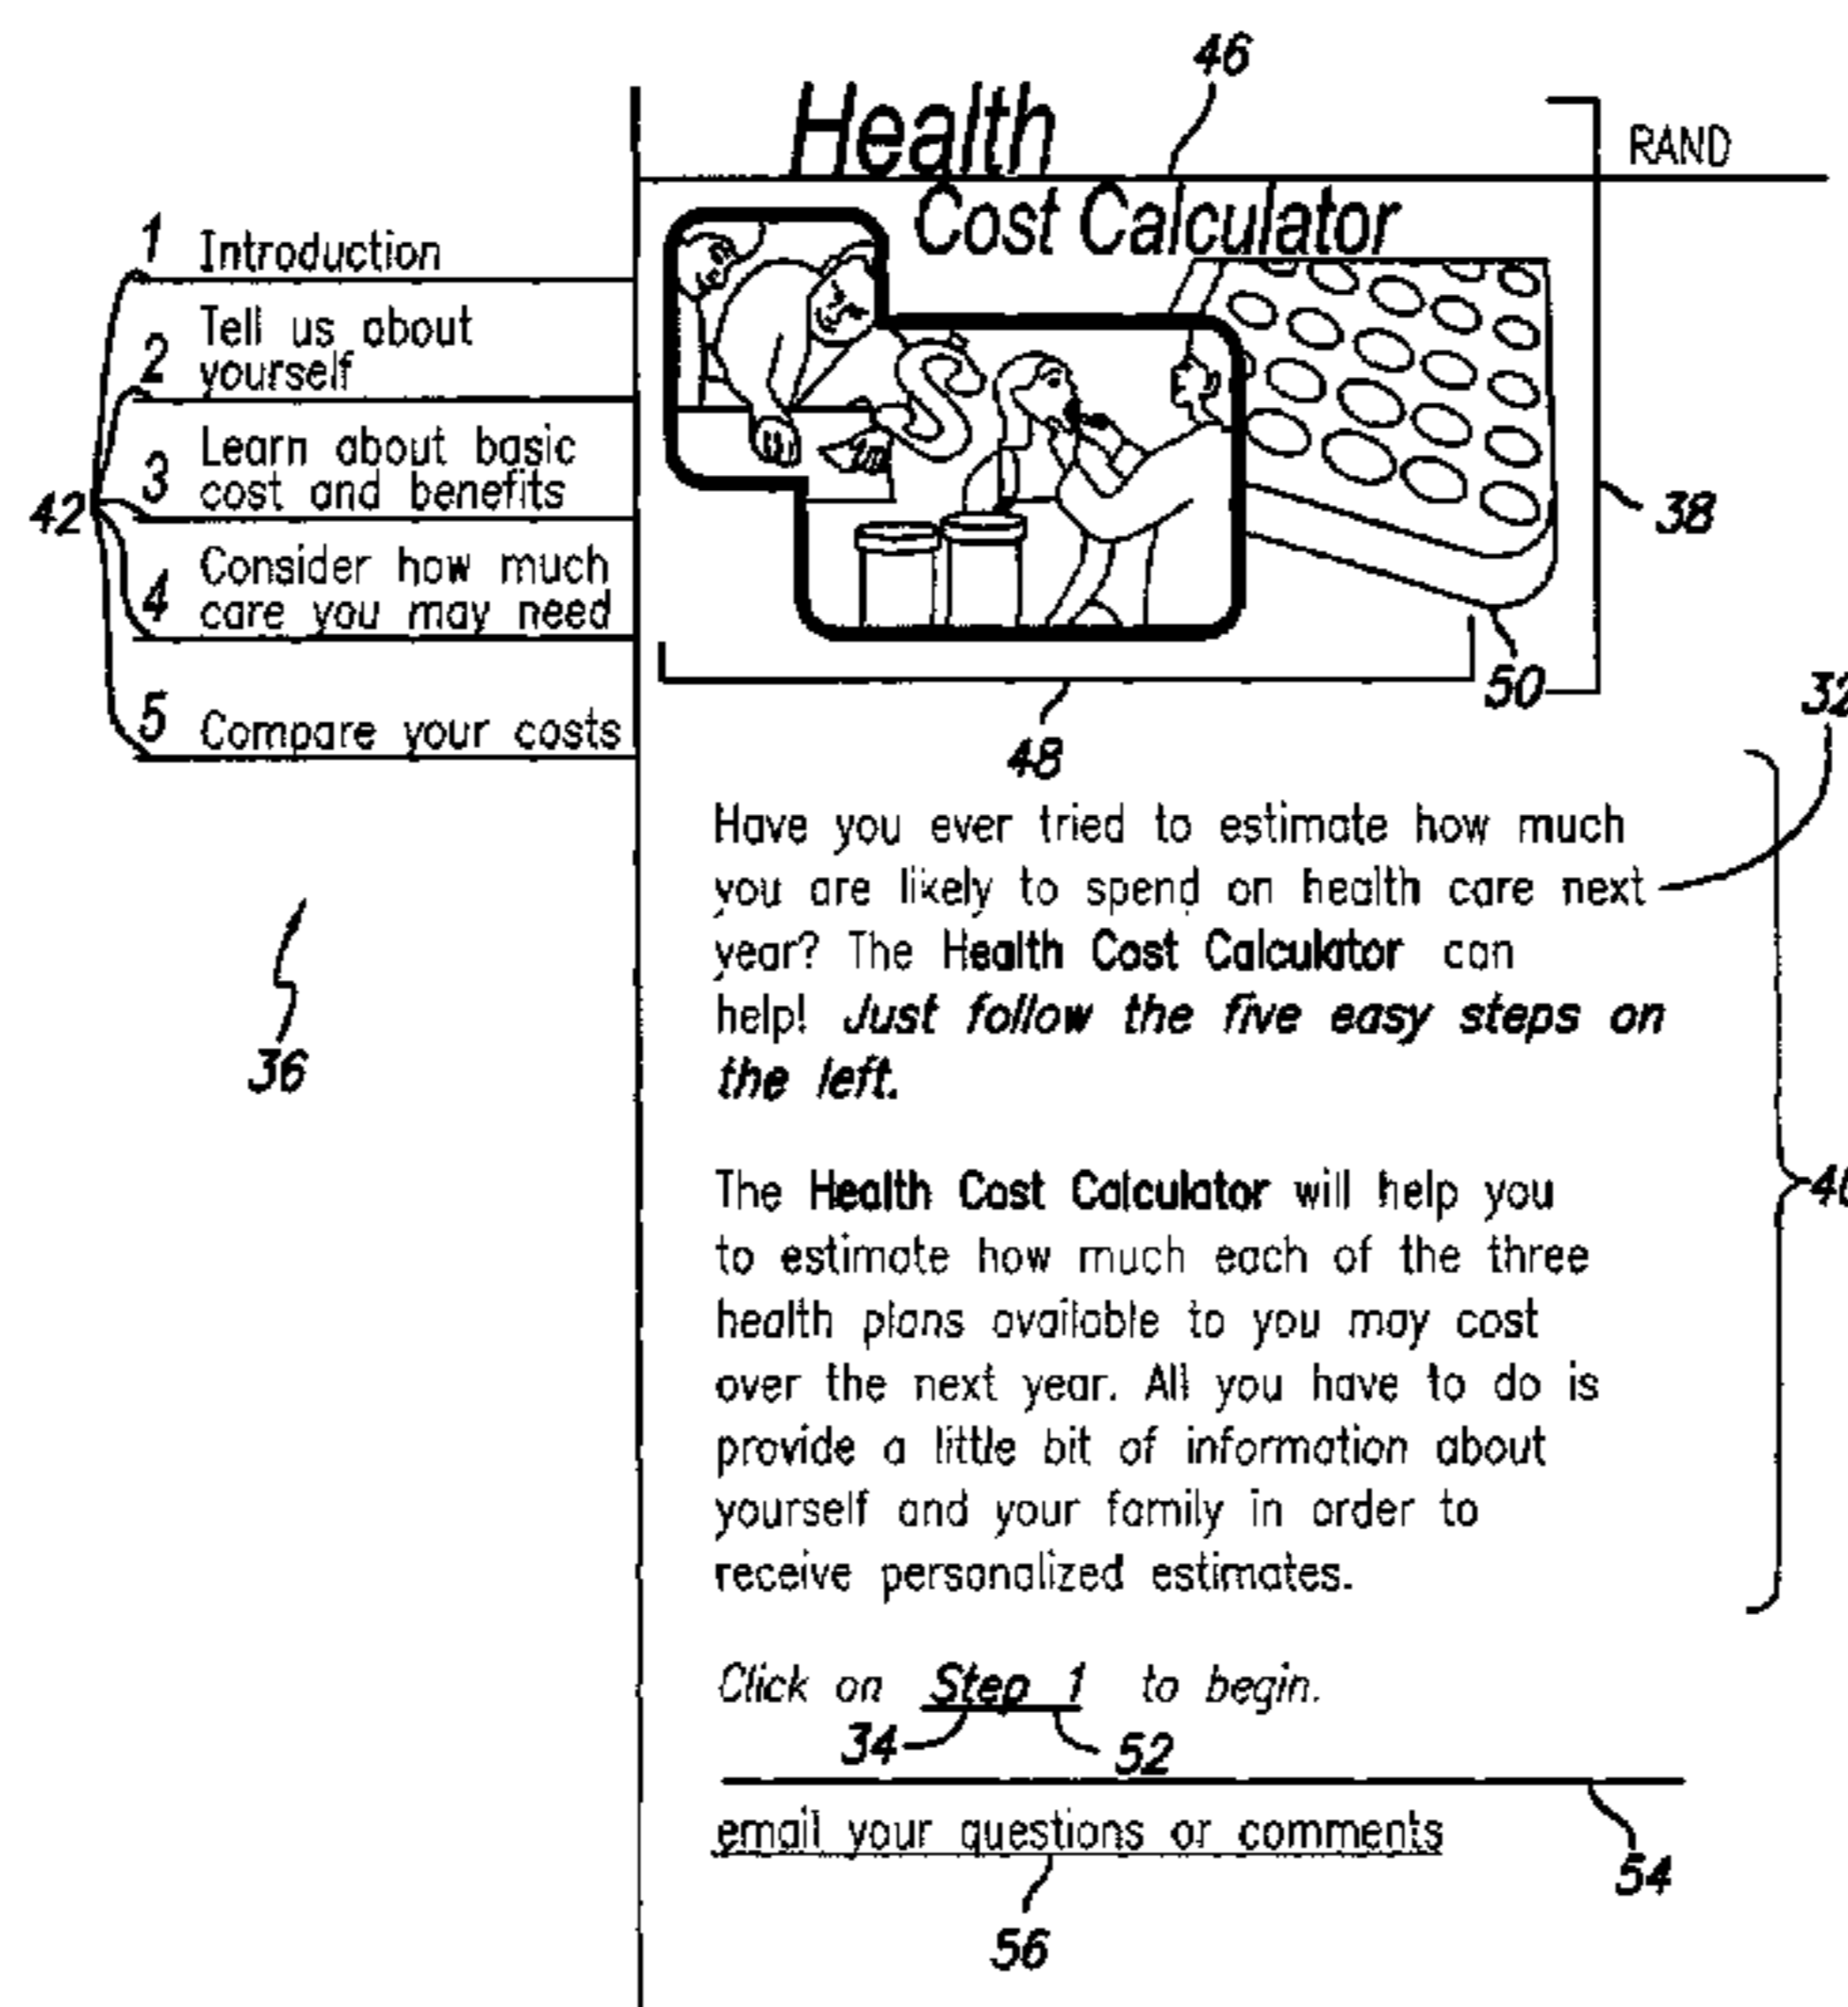 46
Health
RAND
Cost Calculator
1 Introduction
2 Tell us about
yourself
3 Learn about basic
cost and benefits
42
4 Consider how much
care you may need
5 Compare your costs
38
50
32
48
Have you ever tried to estimate how much
you are likely to spend on health care next
year? The Health Cost Calculator can
help! Just follow the five easy steps on
the left.
36
The Health Cost Calculator will help you
to estimate how much each of the three
health plans available to you may cost
over the next year. All you have to do is
provide a little bit of information about
yourself and your family in order to
receive personalized estimates.
40
Click on Step 1 to begin.
34
52
email your questions or comments
54
56